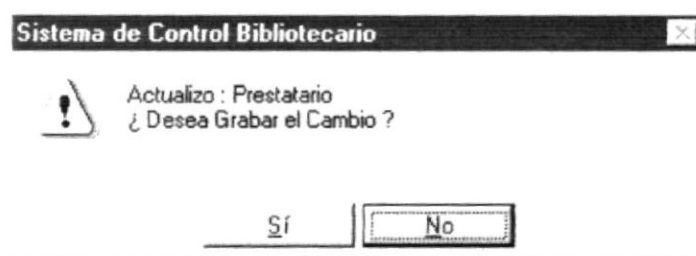 Sistema de Control Bibliotecario
Actualizo : Prestatario
¿ Desea Grabar el Cambio ?
Sí
No